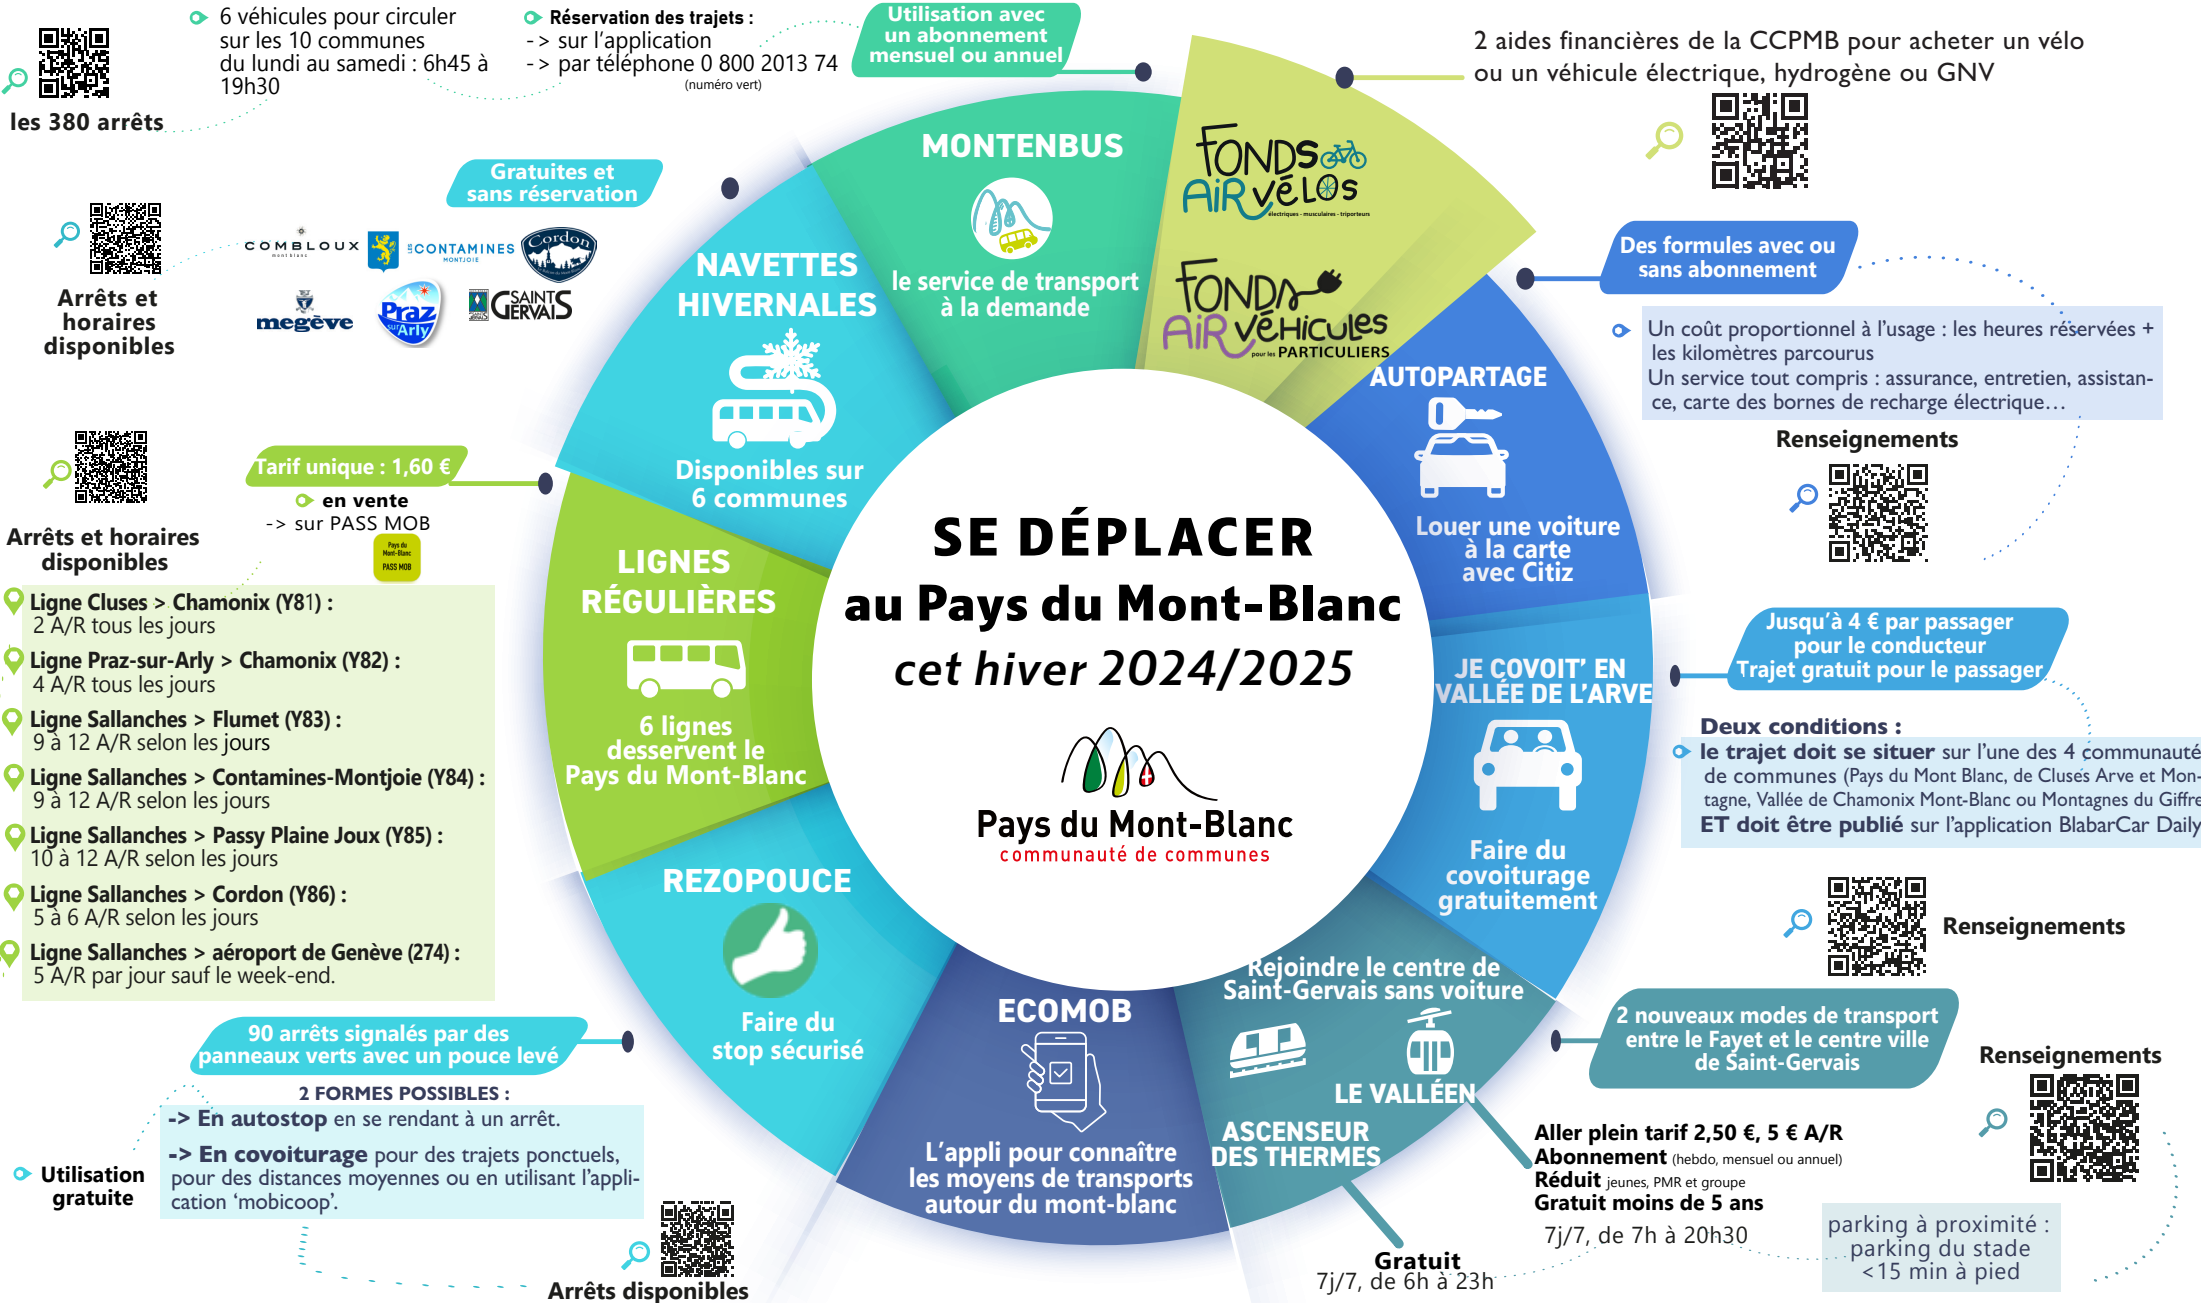 6 véhicules pour circuler
sur les 10 communes
du lundi au samedi : 6h45 à
19h30
Réservation des trajets :
-> sur l'application
-> par téléphone 0 800 2013 74
(numéro vert)
Utilisation avec
un abonnement
mensuel ou annuel
les 380 arrêts
MONTENBUS
le service de transport
à la demande
2 aides financières de la CCPMB pour acheter un vélo
ou un véhicule électrique, hydrogène ou GNV
FONDS
AIR VÉLOS
électriques - musculaires - triporteurs
FONDS
AIR VÉHICULES
pour les PARTICULIERS
Gratuites et
sans réservation
Arrêts et
horaires
disponibles
COMBLOUX
mont blanc
LES CONTAMINES
MONTJOIE
Cordon
megève
Praz
sur Arly
SAINT
GERVAIS
NAVETTES
HIVERNALES
Disponibles sur
6 communes
Des formules avec ou
sans abonnement
Un coût proportionnel à l'usage : les heures réservées +
les kilomètres parcourus
Un service tout compris : assurance, entretien, assistan-
ce, carte des bornes de recharge électrique…
Renseignements
AUTOPARTAGE
Louer une voiture
à la carte
avec Citiz
Tarif unique : 1,60 €
en vente
-> sur PASS MOB
Pays du
Mont-Blanc
PASS MOB
Arrêts et horaires
disponibles
Ligne Cluses > Chamonix (Y81) :
2 A/R tous les jours
Ligne Praz-sur-Arly > Chamonix (Y82) :
4 A/R tous les jours
Ligne Sallanches > Flumet (Y83) :
9 à 12 A/R selon les jours
Ligne Sallanches > Contamines-Montjoie (Y84) :
9 à 12 A/R selon les jours
Ligne Sallanches > Passy Plaine Joux (Y85) :
10 à 12 A/R selon les jours
Ligne Sallanches > Cordon (Y86) :
5 à 6 A/R selon les jours
Ligne Sallanches > aéroport de Genève (274) :
5 A/R par jour sauf le week-end.
LIGNES
RÉGULIÈRES
6 lignes
desservent le
Pays du Mont-Blanc
SE DÉPLACER
au Pays du Mont-Blanc
cet hiver 2024/2025
Pays du Mont-Blanc
communauté de communes
Jusqu'à 4 € par passager
pour le conducteur
Trajet gratuit pour le passager
Deux conditions :
le trajet doit se situer sur l'une des 4 communauté
de communes (Pays du Mont Blanc, de Cluses Arve et Mon-
tagne, Vallée de Chamonix Mont-Blanc ou Montagnes du Giffre
ET doit être publié sur l'application BlabarCar Daily
Renseignements
JE COVOIT' EN
VALLÉE DE L'ARVE
Faire du
covoiturage
gratuitement
REZOPOUCE
Faire du
stop sécurisé
90 arrêts signalés par des
panneaux verts avec un pouce levé
2 FORMES POSSIBLES :
-> En autostop en se rendant à un arrêt.
-> En covoiturage pour des trajets ponctuels,
pour des distances moyennes ou en utilisant l'appli-
cation 'mobicoop'.
Utilisation
gratuite
Arrêts disponibles
ECOMOB
L'appli pour connaître
les moyens de transports
autour du mont-blanc
Rejoindre le centre de
Saint-Gervais sans voiture
LE VALLÉEN
ASCENSEUR
DES THERMES
2 nouveaux modes de transport
entre le Fayet et le centre ville
de Saint-Gervais
Renseignements
Aller plein tarif 2,50 €, 5 € A/R
Abonnement (hebdo, mensuel ou annuel)
Réduit jeunes, PMR et groupe
Gratuit moins de 5 ans
7j/7, de 7h à 20h30
Gratuit
7j/7, de 6h à 23h
parking à proximité :
parking du stade
<15 min à pied